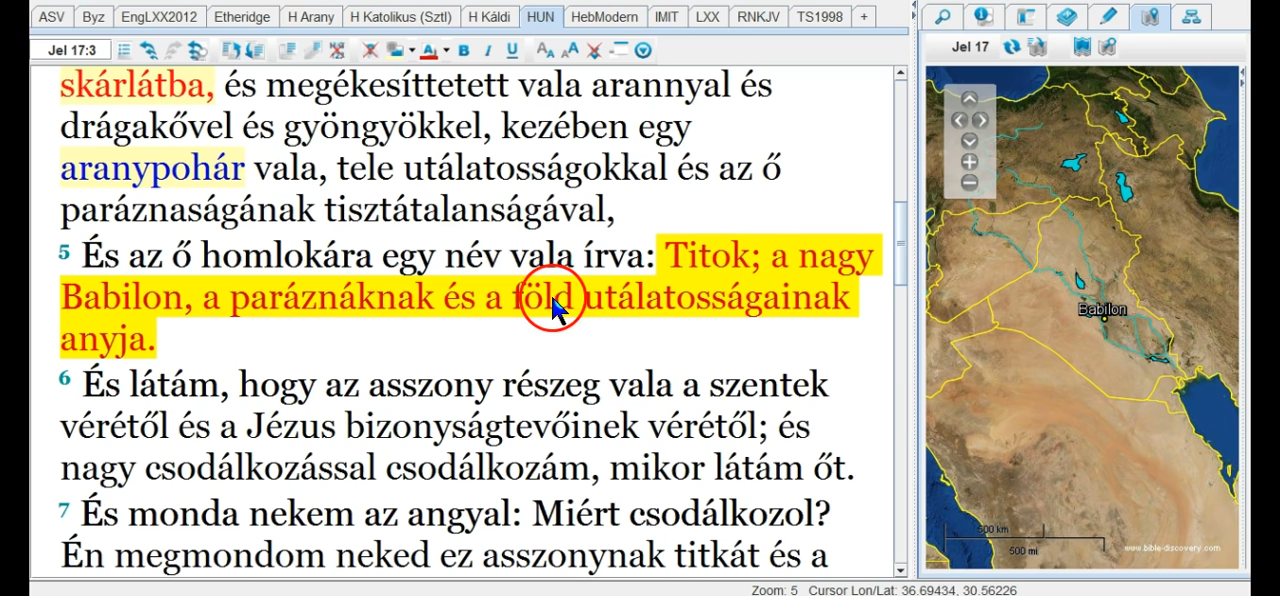 ASV Byz EngLXX2012 Etheridge H Arany H Katolikus (Sztl) H Káldi HUN HebModern IMIT LXX RNKJV TS1998 +
Jel 17:3
skárlátba, és megékesíttetett vala arannyal és
drágakővel és gyöngyökkel, kezében egy
aranypohár vala, tele utálatosságokkal és az ő
paráznaságának tisztátalanságával,
5 És az ő homlokára egy név vala írva: Titok; a nagy
Babilon, a paráznáknak és a föld utálatosságainak
anyja.
6 És látám, hogy az asszony részeg vala a szentek
vérétől és a Jézus bizonyságtevőinek vérétől; és
nagy csodálkozással csodálkozám, mikor látám őt.
7 És monda nekem az angyal: Miért csodálkozol?
Én megmondom neked ez asszonynak titkát és a
Jel 17
Babilon
500 km
500 mi
www.bible-discovery.com
Zoom: 5 Cursor Lon/Lat: 36.69434, 30.56226